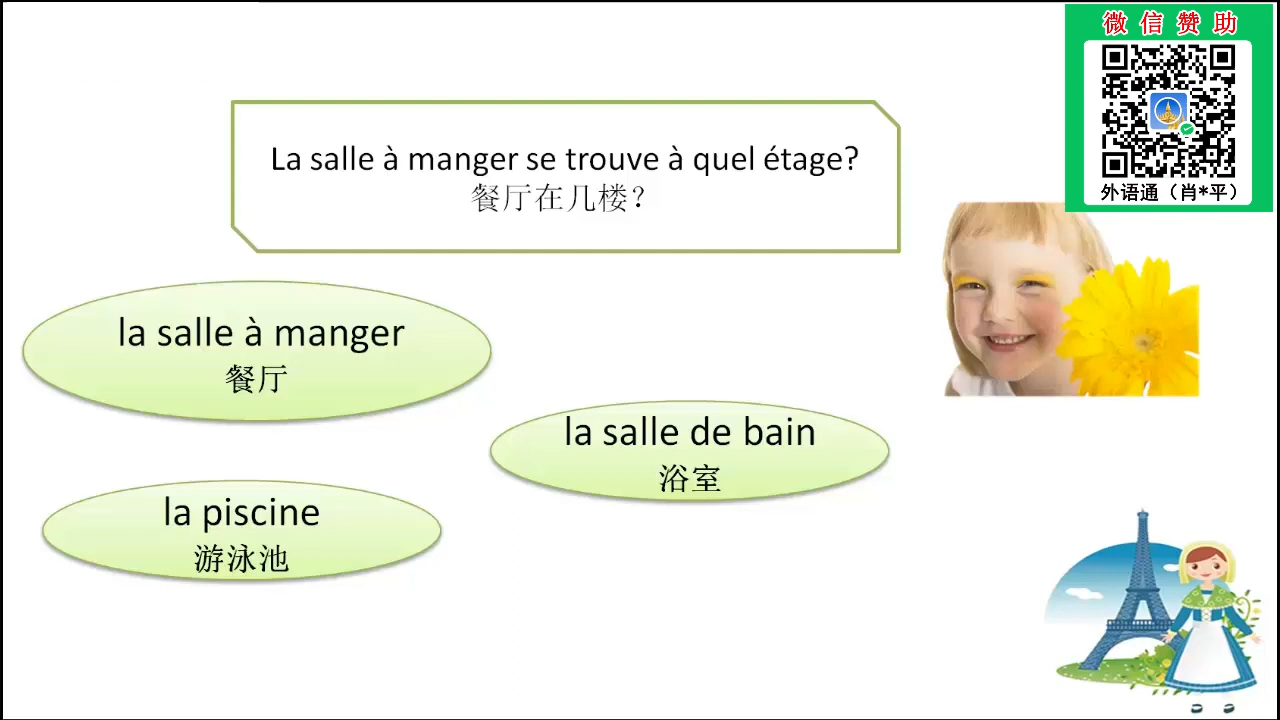 微信赞助
外语通（肖*平）
La salle à manger se trouve à quel étage?
餐厅在几楼？
la salle à manger
餐厅
la salle de bain
浴室
la piscine
游泳池